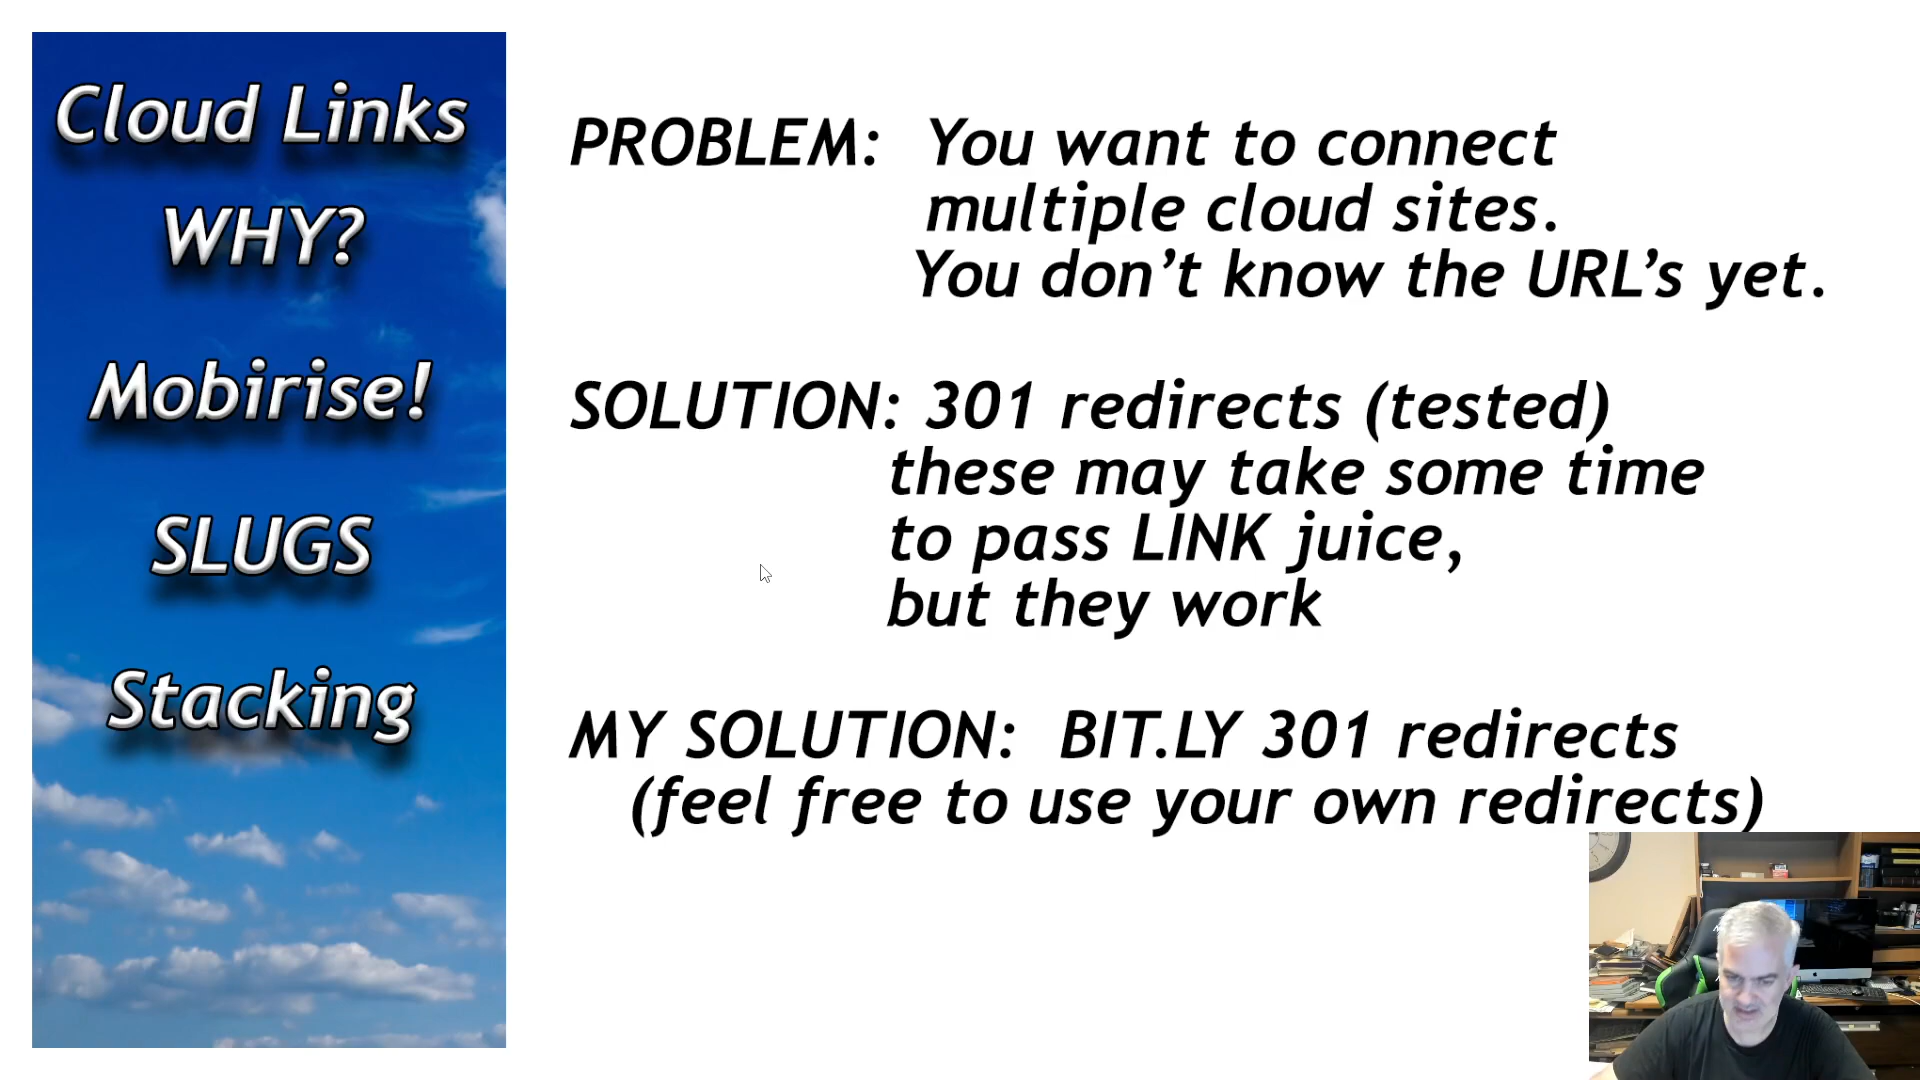 Cloud Links
WHY?
Mobirise!
SLUGS
Stacking
PROBLEM: You want to connect
multiple cloud sites.
You don’t know the URL’s yet.
SOLUTION: 301 redirects (tested)
these may take some time
to pass LINK juice,
but they work
MY SOLUTION: BIT.LY 301 redirects
(feel free to use your own redirects)